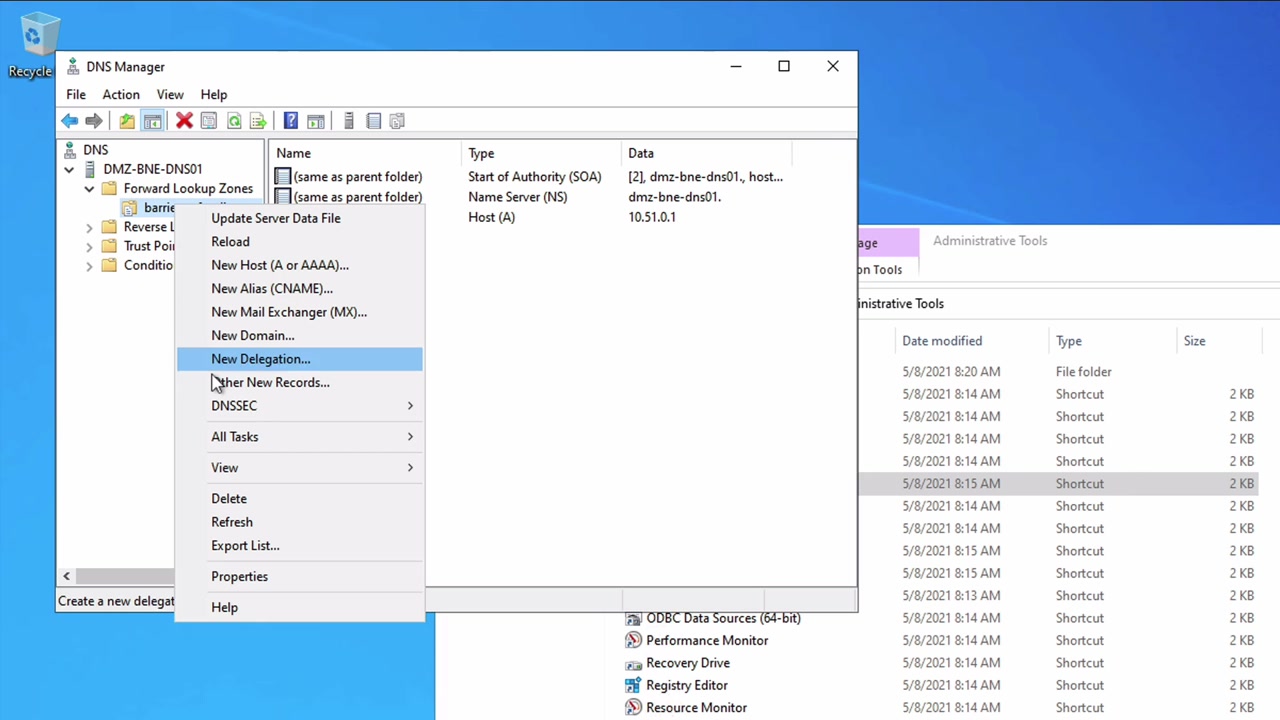 Recycle
DNS Manager
File Action View Help
DNS
DMZ-BNE-DNS01
Forward Lookup Zones
Reverse L
Trust Poi
Conditio
Name Type Data
(same as parent folder) Start of Authority (SOA) [2], dmz-bne-dns01., host...
(same as parent folder) Name Server (NS) dmz-bne-dns01.
Host (A) 10.51.0.1
Update Server Data File
Reload
New Host (A or AAAA)...
New Alias (CNAME)...
New Mail Exchanger (MX)...
New Domain...
New Delegation...
Other New Records...
DNSSEC
All Tasks
View
Delete
Refresh
Export List...
Properties
Help
Create a new delegat
age Administrative Tools
on Tools
inistrative Tools
Date modified Type Size
5/8/2021 8:20 AM File folder
5/8/2021 8:14 AM Shortcut 2 KB
5/8/2021 8:14 AM Shortcut 2 KB
5/8/2021 8:14 AM Shortcut 2 KB
5/8/2021 8:14 AM Shortcut 2 KB
5/8/2021 8:15 AM Shortcut 2 KB
5/8/2021 8:14 AM Shortcut 2 KB
5/8/2021 8:14 AM Shortcut 2 KB
5/8/2021 8:15 AM Shortcut 2 KB
5/8/2021 8:15 AM Shortcut 2 KB
5/8/2021 8:13 AM Shortcut 2 KB
ODBC Data Sources (64-bit) 5/8/2021 8:14 AM Shortcut 2 KB
Performance Monitor 5/8/2021 8:14 AM Shortcut 2 KB
Recovery Drive 5/8/2021 8:14 AM Shortcut 2 KB
Registry Editor 5/8/2021 8:14 AM Shortcut 2 KB
Resource Monitor 5/8/2021 8:14 AM Shortcut 2 KB